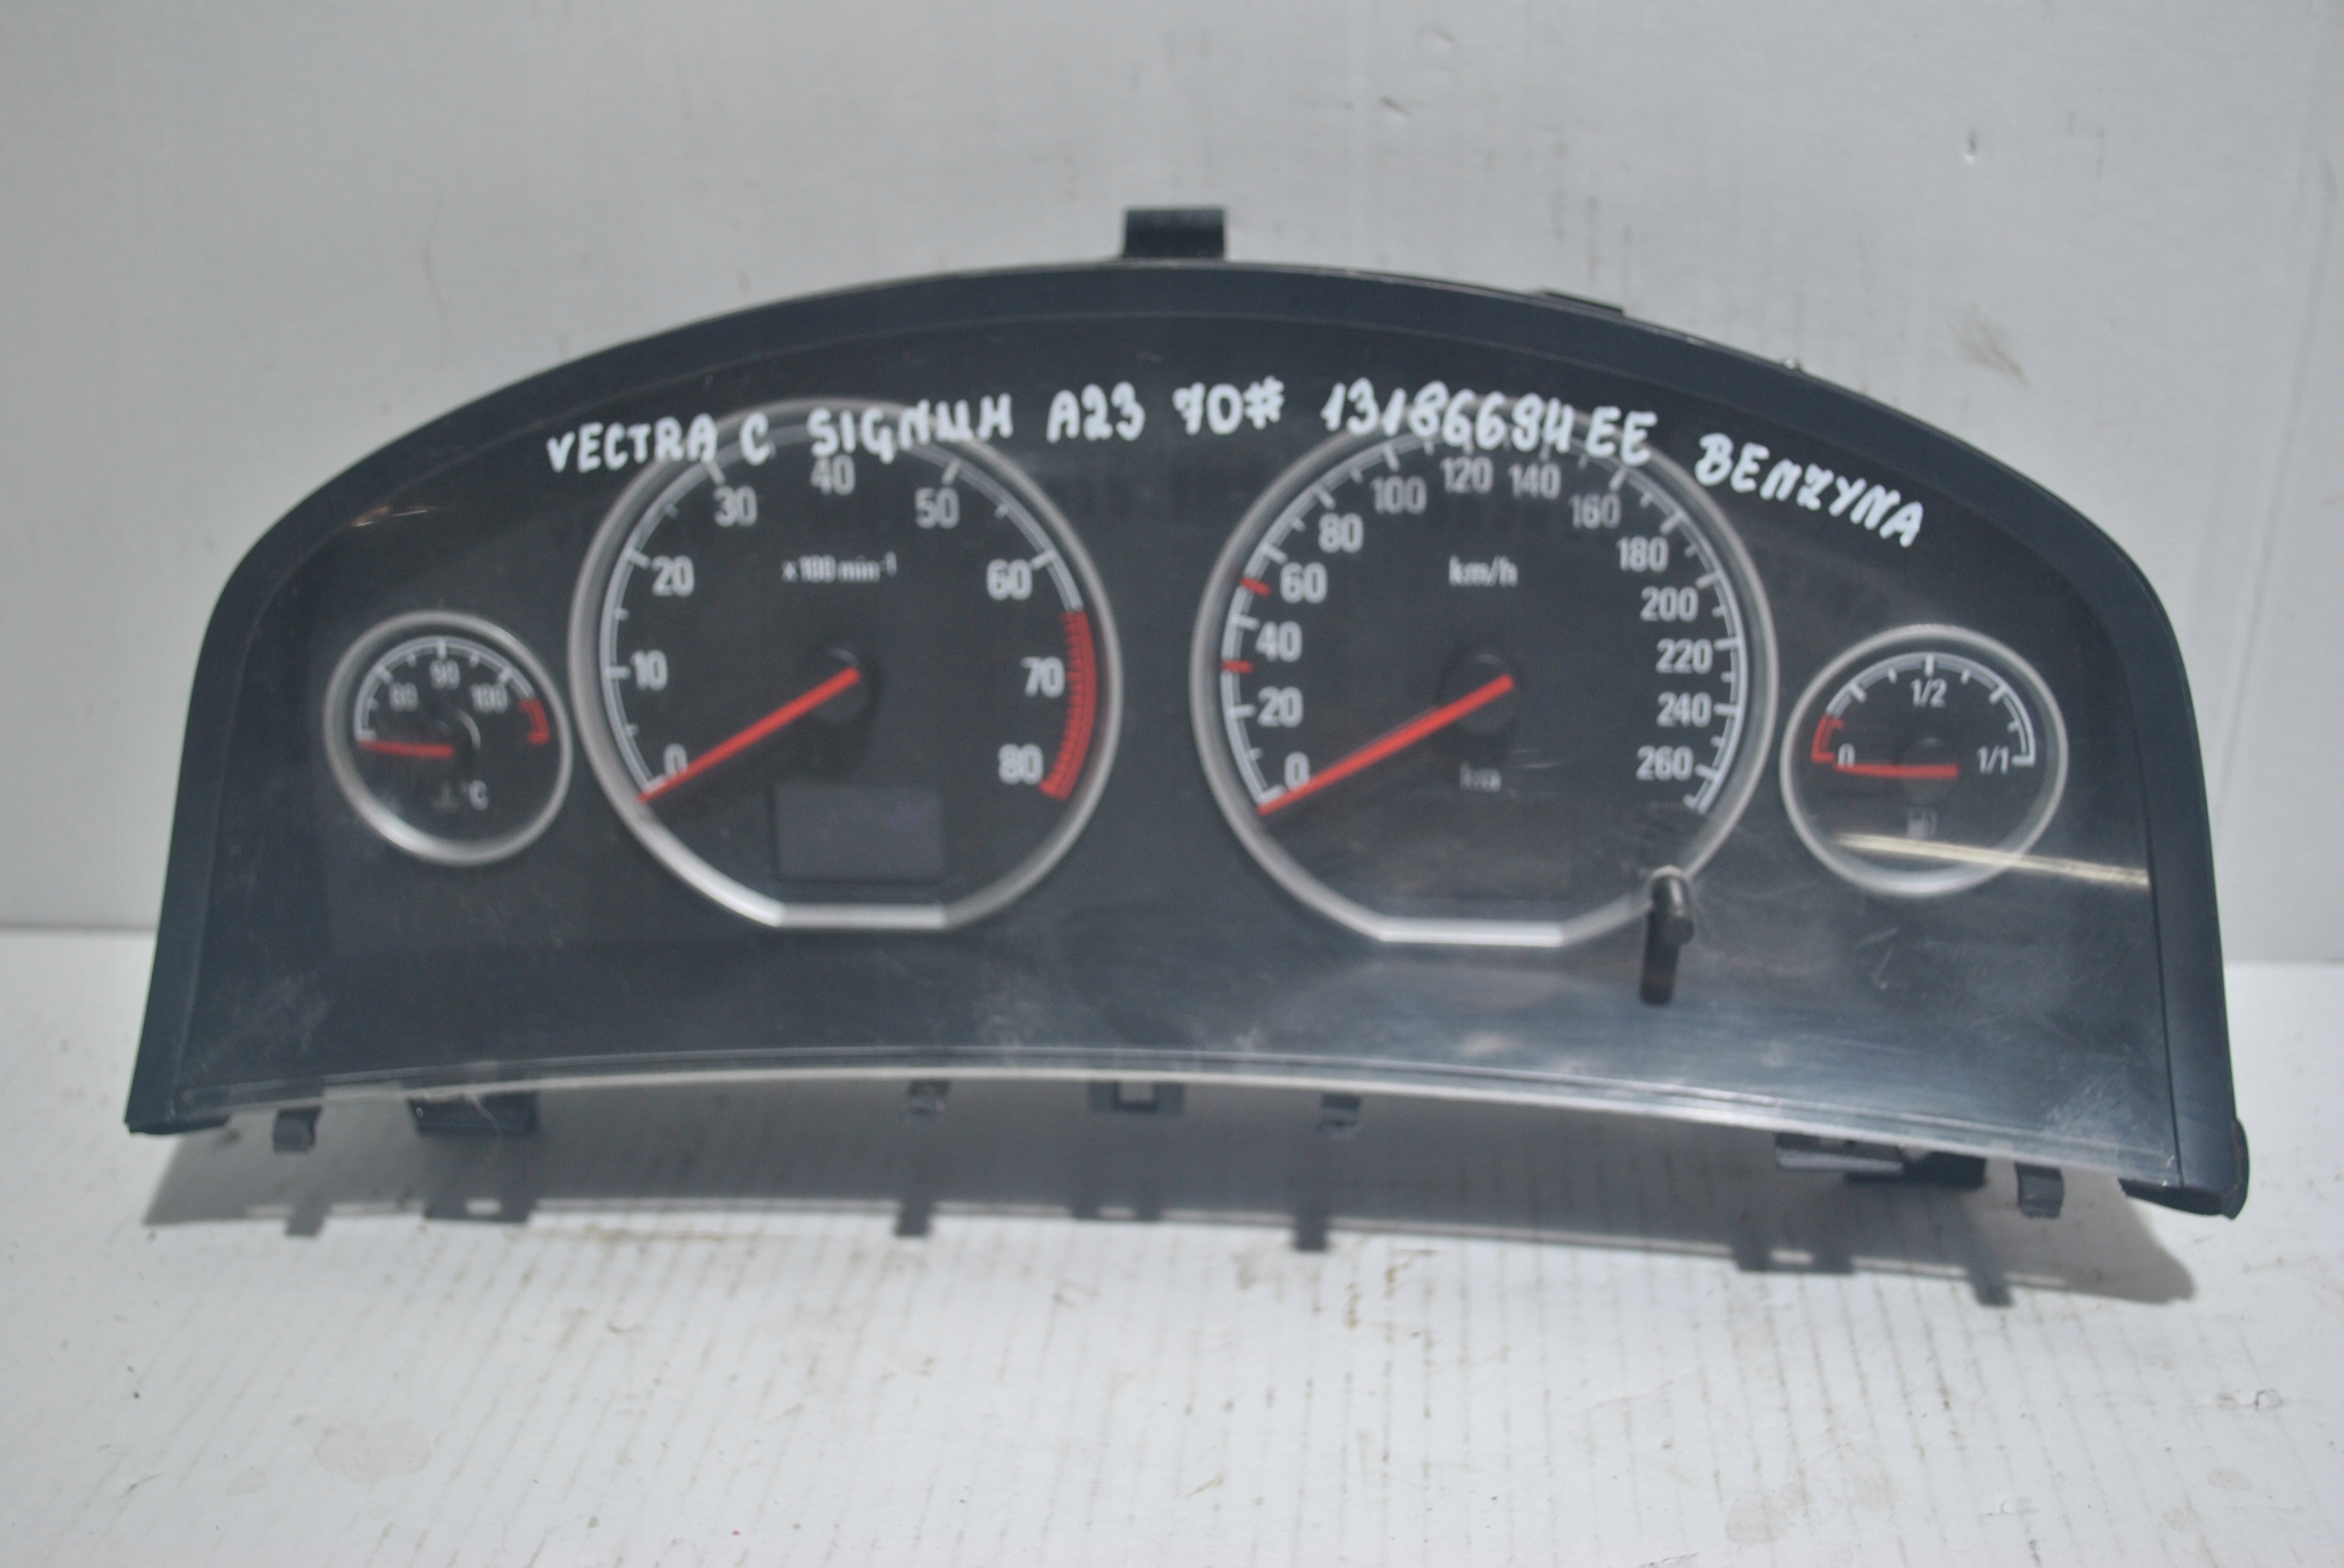 VECTRA C SIGNUM A23 70# 13186694EE BENZYNA
80 90 100
°C
0 10 20 30 40 50 60 70 80
x 100 min-1
0 20 40 60 80 100 120 140 160 180 200 220 240 260
km/h
km
0 1/2 1/1